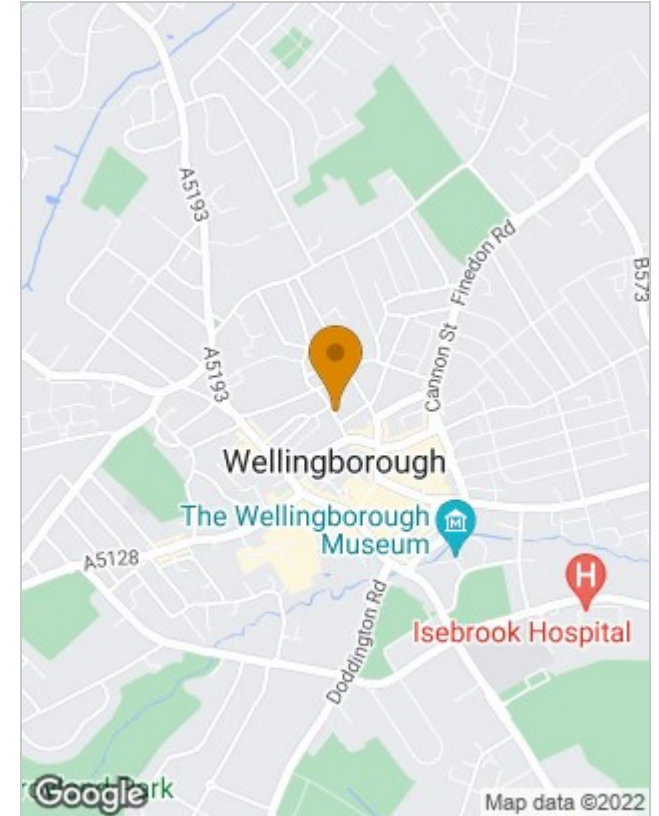 A5193
Finedon Rd
B573
Cannon St
A5193
Wellingborough
The Wellingborough
Museum
M
A5128
H
Isebrook Hospital
Doddington Rd
Park
Google
Map data ©2022